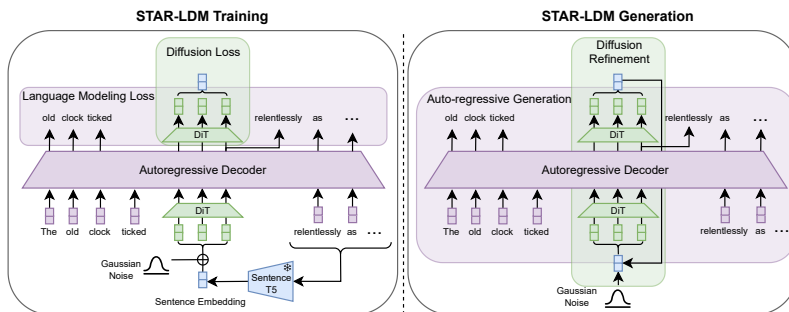 STAR-LDM Training
Diffusion Loss
Language Modeling Loss
old clock ticked
DiT
relentlessly as ...
Autoregressive Decoder
DiT
The old clock ticked
relentlessly as ...
Gaussian
Noise
Sentence
T5
*
Sentence Embedding
STAR-LDM Generation
Diffusion
Refinement
Auto-regressive Generation
old clock ticked
DiT
relentlessly as ...
Autoregressive Decoder
DiT
The old clock ticked
relentlessly as ...
Gaussian
Noise